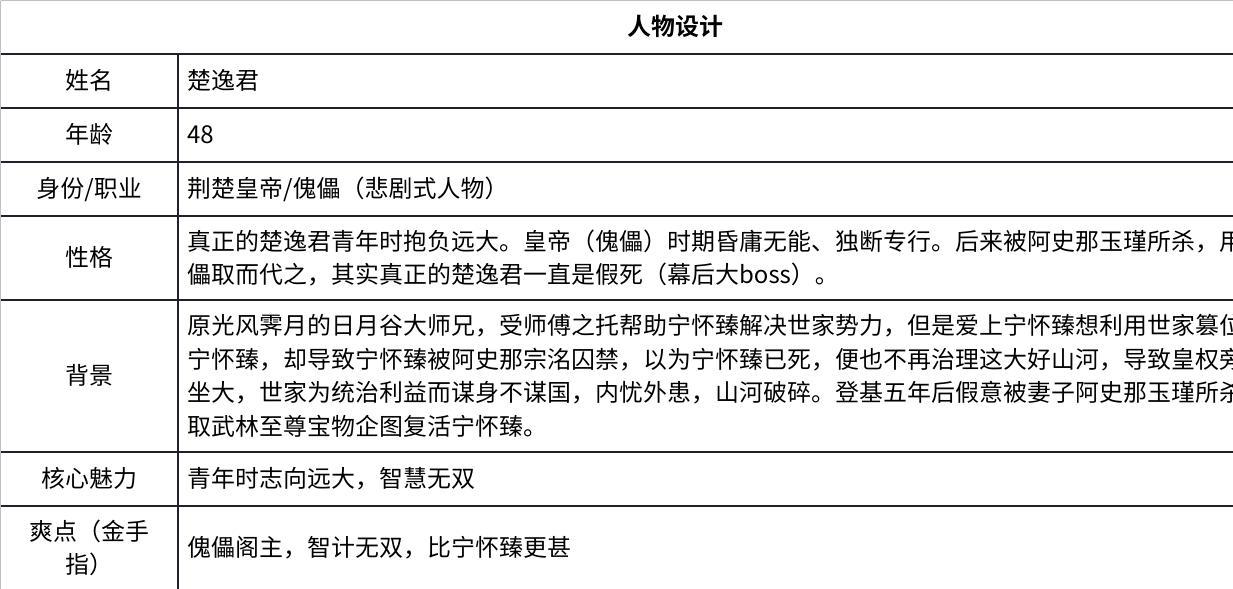 人物设计
姓名
楚逸君
年龄
48
身份/职业
荆楚皇帝/傀儡（悲剧式人物）
性格
真正的楚逸君青年时抱负远大。皇帝（傀儡）时期昏庸无能、独断专行。后来被阿史那玉瑾所杀，用
儡取而代之，其实真正的楚逸君一直是假死（幕后大boss）。
背景
原光风霁月的日月谷大师兄，受师傅之托帮助宁怀臻解决世家势力，但是爱上宁怀臻想利用世家篡位
宁怀臻，却导致宁怀臻被阿史那宗洺囚禁，以为宁怀臻已死，便也不再治理这大好山河，导致皇权旁
坐大，世家为统治利益而谋身不谋国，内忧外患，山河破碎。登基五年后假意被妻子阿史那玉瑾所杀
取武林至尊宝物企图复活宁怀臻。
核心魅力
青年时志向远大，智慧无双
爽点（金手
指）
傀儡阁主，智计无双，比宁怀臻更甚